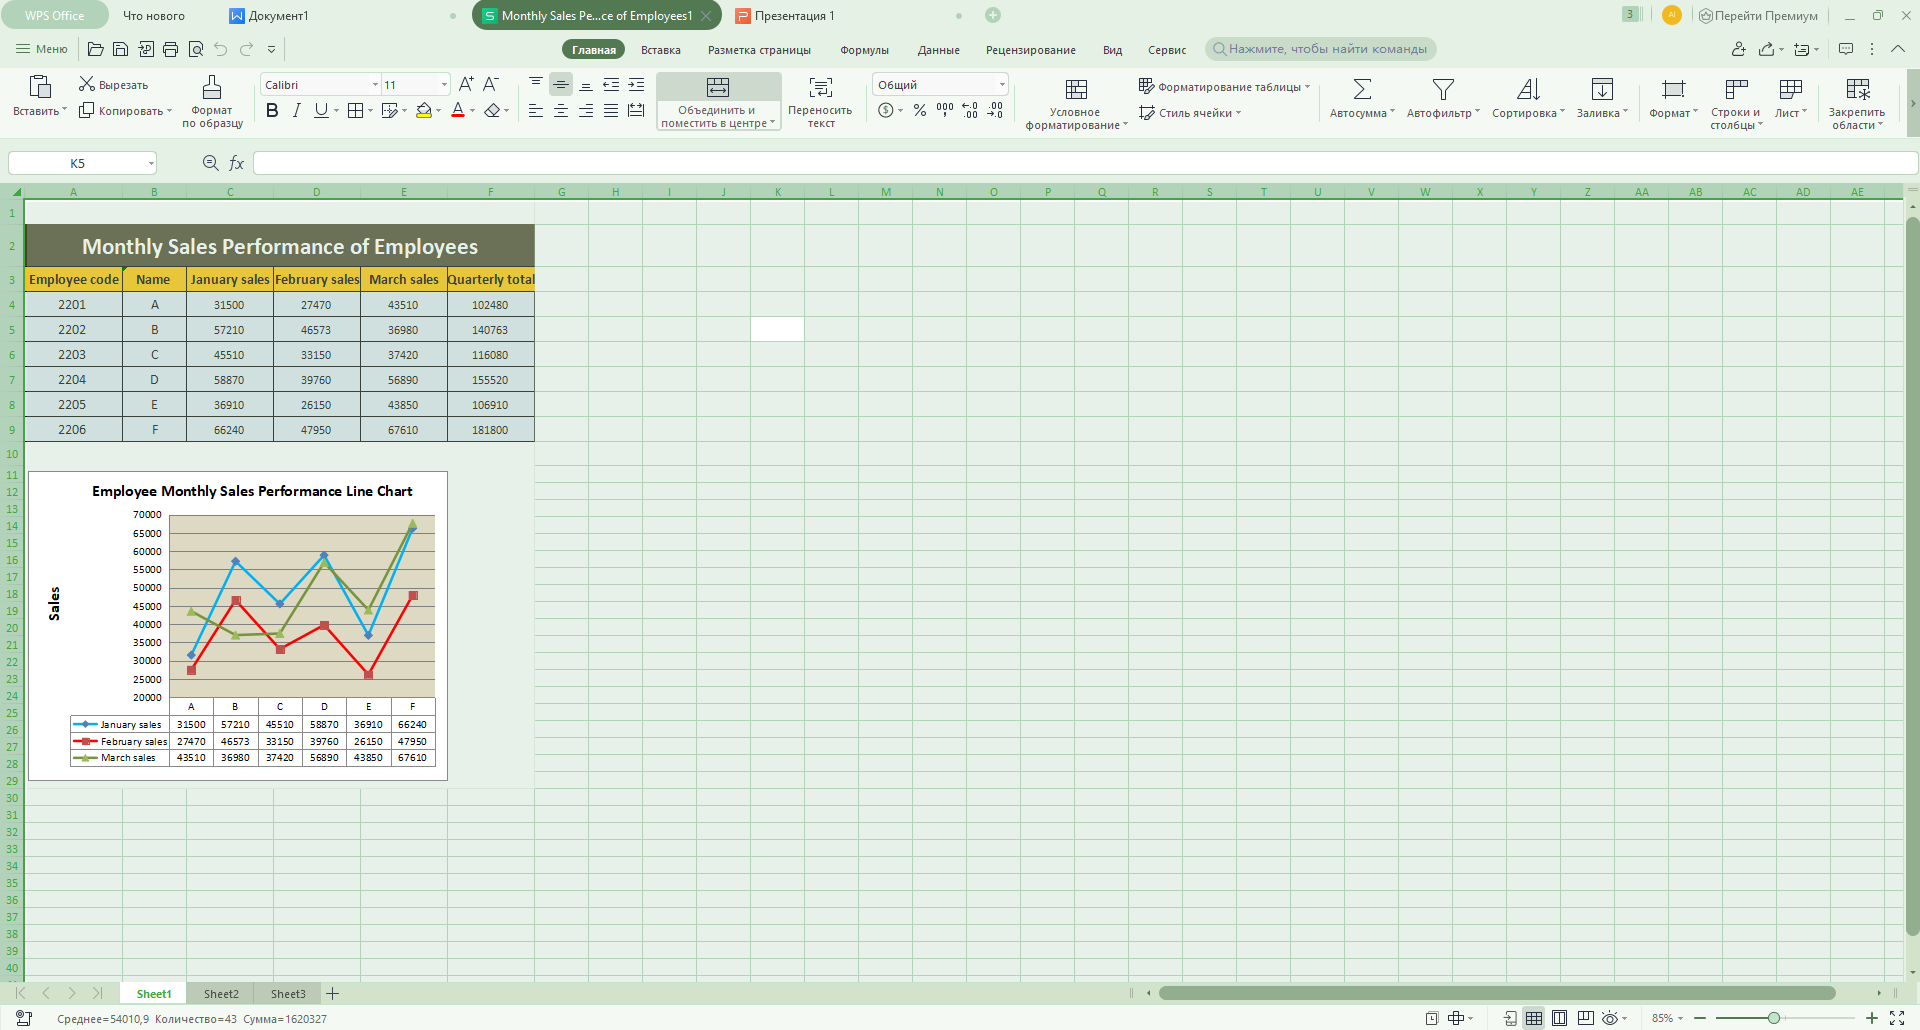 WPS Office Что нового Документ1 Monthly Sales Pe...ce of Employees1 Презентация 1 3 AI Перейти Премиум
Меню Главная Вставка Разметка страницы Формулы Данные Рецензирование Вид Сервис Нажмите, чтобы найти команды
Вставить Вырезать Копировать Формат по образцу Calibri 11 Объединить и поместить в центре Переносить текст Общий Условное форматирование Форматирование таблицы Стиль ячейки Автосумма Автофильтр Сортировка Заливка Формат Строки и столбцы Лист Закрепить области
K5 fx
A B C D E F G H I J K L M N O P Q R S T U V W X Y Z AA AB AC AD AE
1
2 Monthly Sales Performance of Employees
3 Employee code Name January sales February sales March sales Quarterly total
4 2201 A 31500 27470 43510 102480
5 2202 B 57210 46573 36980 140763
6 2203 C 45510 33150 37420 116080
7 2204 D 58870 39760 56890 155520
8 2205 E 36910 26150 43850 106910
9 2206 F 66240 47950 67610 181800
10
11
12
13
14
15
16
17
18
19
20
21
22
23
24
25
26
27
28
29
30
31
32
33
34
35
36
37
38
39
40
Employee Monthly Sales Performance Line Chart
Sales
70000
65000
60000
55000
50000
45000
40000
35000
30000
25000
20000
A B C D E F
January sales 31500 57210 45510 58870 36910 66240
February sales 27470 46573 33150 39760 26150 47950
March sales 43510 36980 37420 56890 43850 67610
Sheet1 Sheet2 Sheet3
Среднее=54010,9 Количество=43 Сумма=1620327 85%